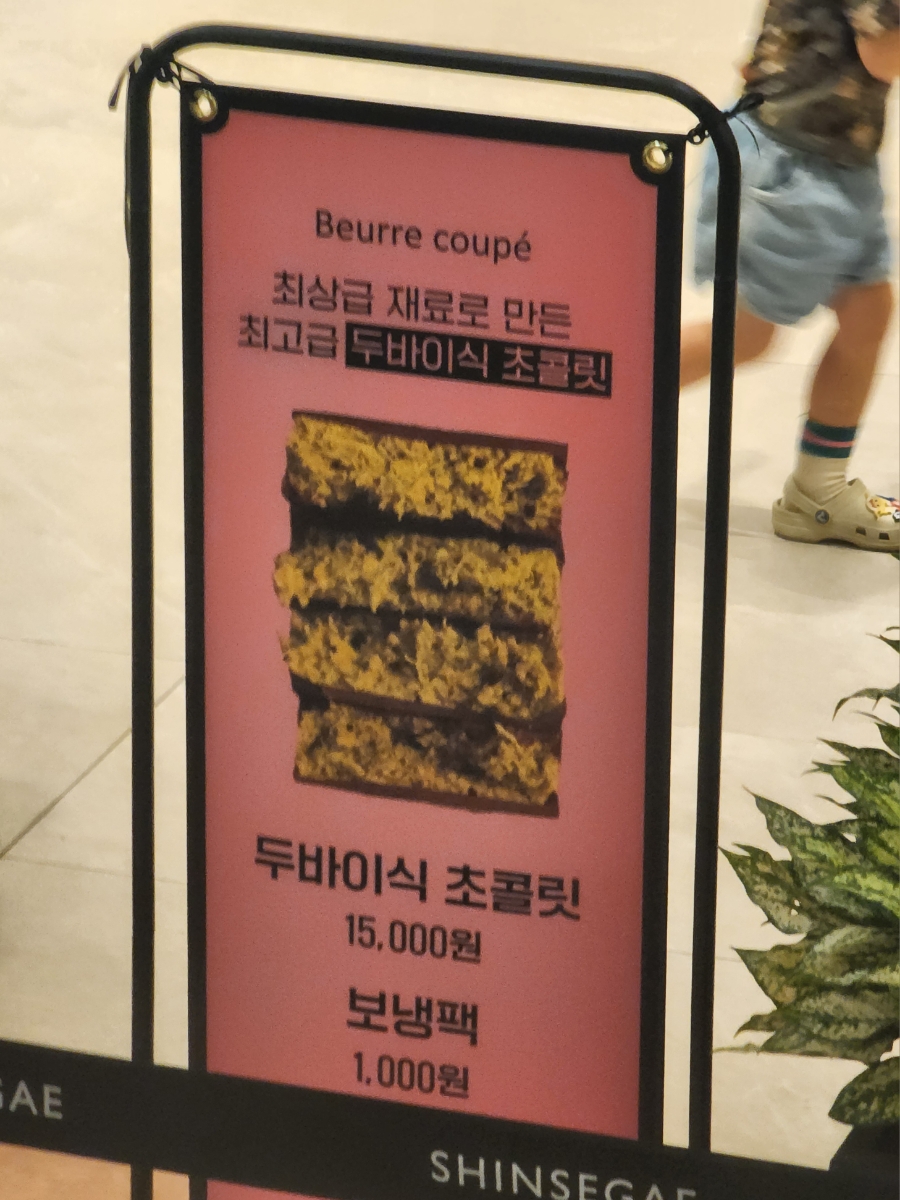 Beurre coupé
최상급 재료로 만든
최고급 두바이식 초콜릿
두바이식 초콜릿
15,000원
보냉팩
1,000원
GAE
SHINSEGAE